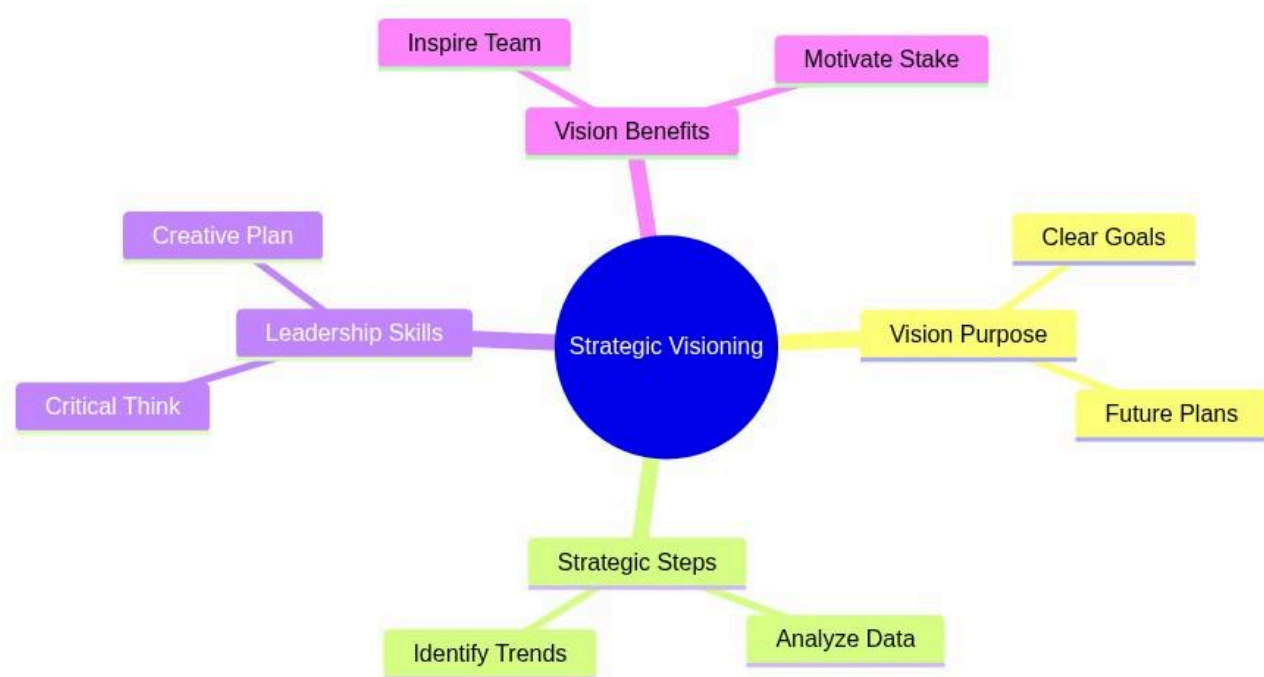 Inspire Team
Motivate Stake
Vision Benefits
Creative Plan
Clear Goals
Leadership Skills
Strategic Visioning
Vision Purpose
Critical Think
Future Plans
Strategic Steps
Identify Trends
Analyze Data